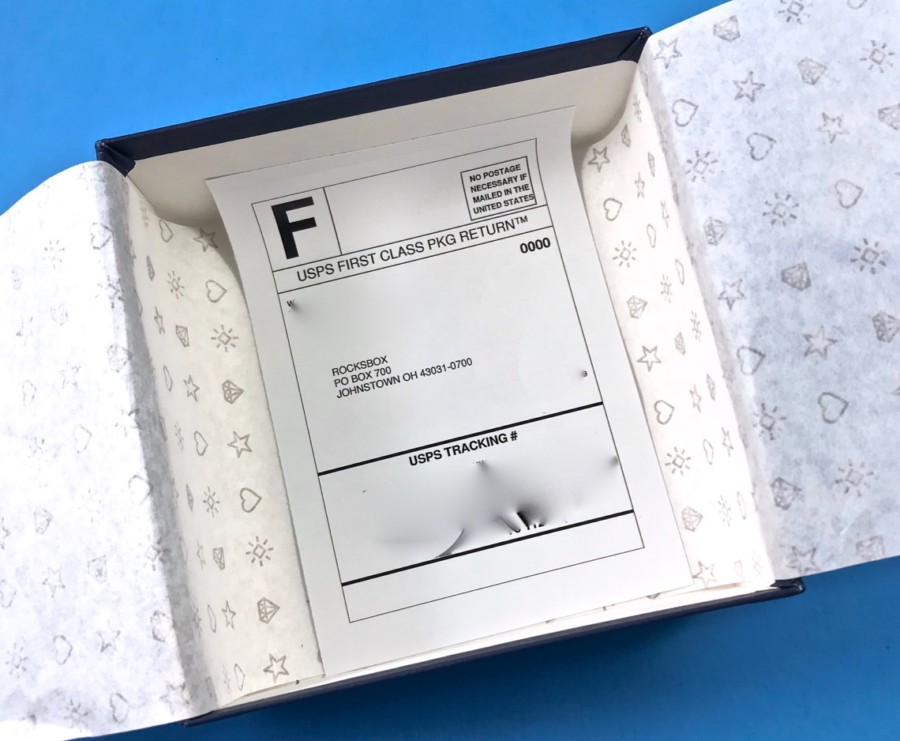 F
NO POSTAGE
NECESSARY IF
MAILED IN THE
UNITED STATES
USPS FIRST CLASS PKG RETURN™
0000
ROCKSBOX
PO BOX 700
JOHNSTOWN OH 43031-0700
USPS TRACKING #